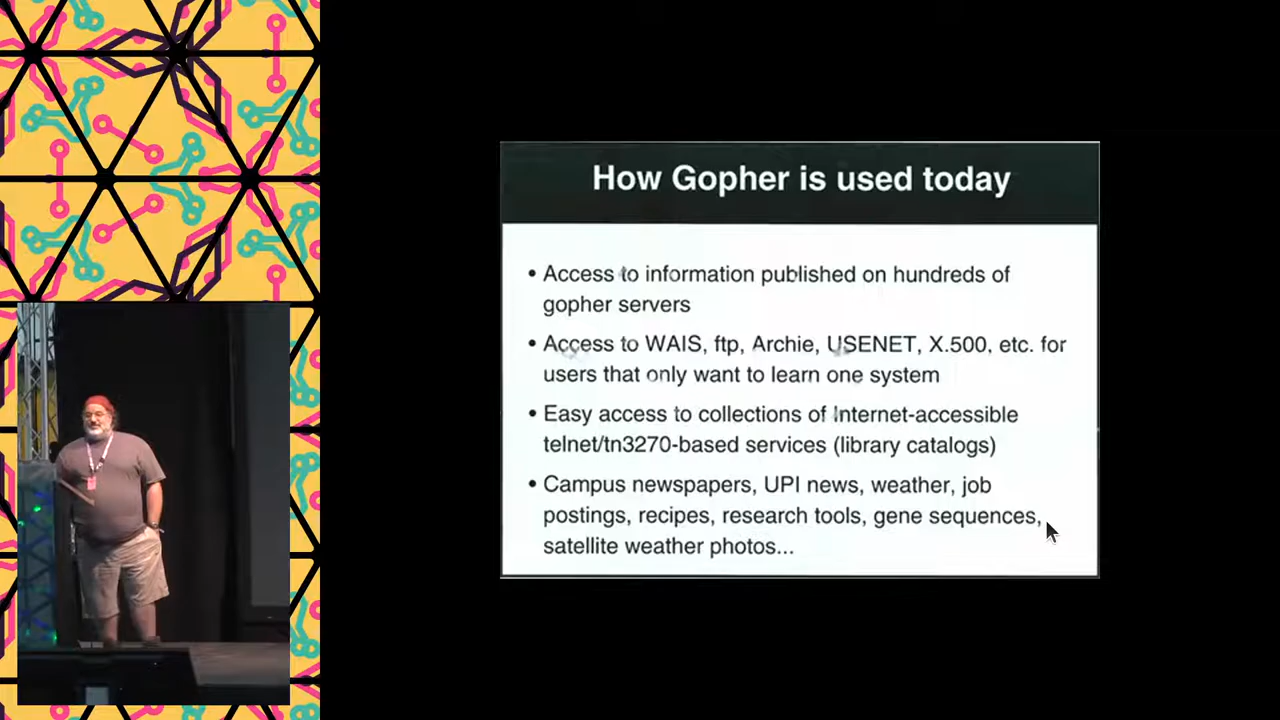 How Gopher is used today
• Access to information published on hundreds of
gopher servers
• Access to WAIS, ftp, Archie, USENET, X.500, etc. for
users that only want to learn one system
• Easy access to collections of Internet-accessible
telnet/tn3270-based services (library catalogs)
• Campus newspapers, UPI news, weather, job
postings, recipes, research tools, gene sequences,
satellite weather photos...